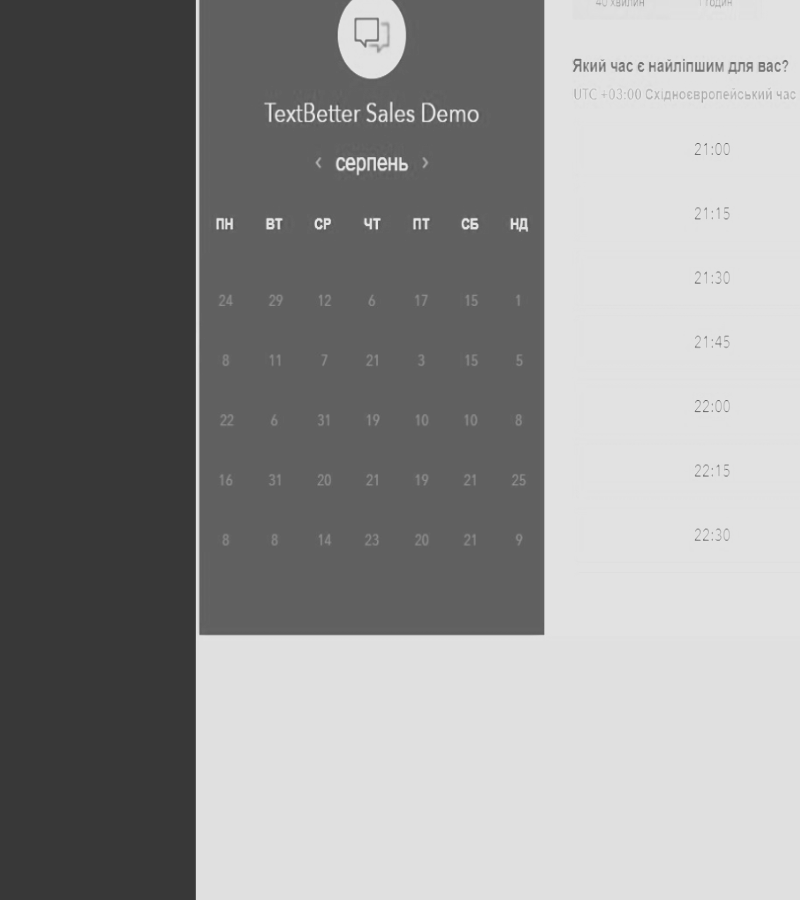 40 хвилин 1 годин
TextBetter Sales Demo
‹ серпень ›
ПН ВТ СР ЧТ ПТ СБ НД
24 29 12 6 17 15 1
8 11 7 21 3 15 5
22 6 31 19 10 10 8
16 31 20 21 19 21 25
8 8 14 23 20 21 9
Який час є найліпшим для вас?
UTC +03:00 Східноєвропейський час
21:00
21:15
21:30
21:45
22:00
22:15
22:30